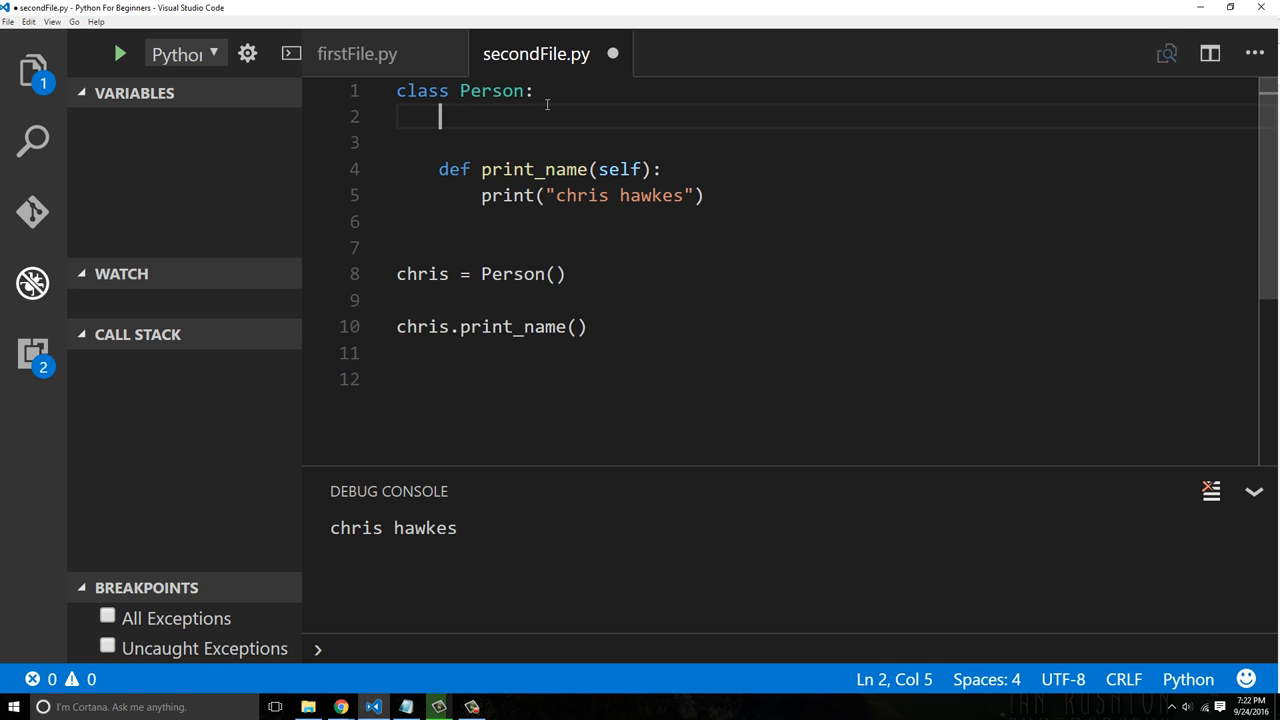 ● secondFile.py - Python For Beginners - Visual Studio Code
File Edit View Go Help
Pythor
firstFile.py
secondFile.py
1
VARIABLES
WATCH
CALL STACK
2
BREAKPOINTS
All Exceptions
Uncaught Exceptions
1 class Person:
2
3
4 def print_name(self):
5 print("chris hawkes")
6
7
8 chris = Person()
9
10 chris.print_name()
11
12
DEBUG CONSOLE
chris hawkes
0 0
Ln 2, Col 5
Spaces: 4
UTF-8
CRLF
Python
I'm Cortana. Ask me anything.
7:22 PM
9/24/2016